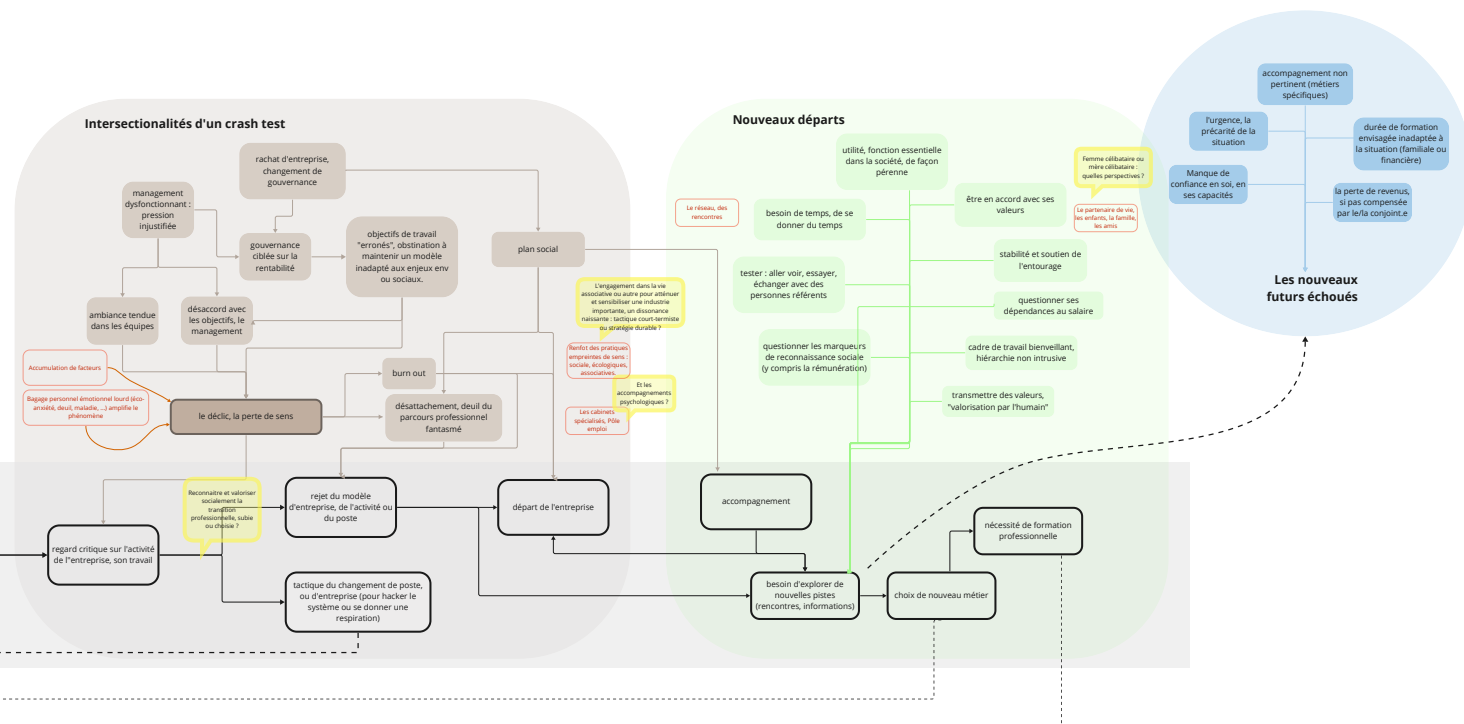 Intersectionalités d'un crash test
rachat d'entreprise,
changement de
gouvernance
management
dysfonctionnant :
pression
injustifiée
gouvernance
ciblée sur la
rentabilité
objectifs de travail
"erronés", obstination à
maintenir un modèle
inadapté aux enjeux env
ou sociaux.
plan social
ambiance tendue
dans les équipes
désaccord avec
les objectifs, le
management
Accumulation de facteurs
Bagage personnel émotionnel lourd (éco-
anxiété, deuil, maladie, ...) amplifie le
phénomène
le déclic, la perte de sens
burn out
désattachement, deuil du
parcours professionnel
fantasmé
L'engagement dans la vie
associative ou autre pour atténuer
et sensibiliser une industrie
importante, un dissonance
naissante : tactique court-termiste
ou stratégie durable ?
Renfot des pratiques
empreintes de sens :
sociale, écologiques,
associatives.
Et les
accompagnements
psychologiques ?
Les cabinets
spécialisés, Pôle
emploi
Reconnaitre et valoriser
socialement la
transition
professionnelle, subie
ou choisie ?
regard critique sur l'activité
de l"entreprise, son travail
rejet du modèle
d'entreprise, de l'activité ou
du poste
départ de l'entreprise
tactique du changement de poste,
ou d'entreprise (pour hacker le
système ou se donner une
respiration)
Nouveaux départs
utilité, fonction essentielle
dans la société, de façon
pérenne
Femme célibataire ou
mère célibataire :
quelles perspectives ?
Le réseau, des
rencontres
besoin de temps, de se
donner du temps
être en accord avec ses
valeurs
Le partenaire de vie,
les enfants, la famille,
les amis
tester : aller voir, essayer,
échanger avec des
personnes référents
stabilité et soutien de
l'entourage
questionner ses
dépendances au salaire
questionner les marqueurs
de reconnaissance sociale
(y compris la rémunération)
cadre de travail bienveillant,
hiérarchie non intrusive
transmettre des valeurs,
"valorisation par l'humain"
accompagnement
besoin d'explorer de
nouvelles pistes
(rencontres, informations)
choix de nouveau métier
nécessité de formation
professionnelle
accompagnement non
pertinent (métiers
spécifiques)
l'urgence, la
précarité de la
situation
durée de formation
envisagée inadaptée à
la situation (familiale ou
financière)
Manque de
confiance en soi, en
ses capacités
la perte de revenus,
si pas compensée
par le/la conjoint.e
Les nouveaux
futurs échoués